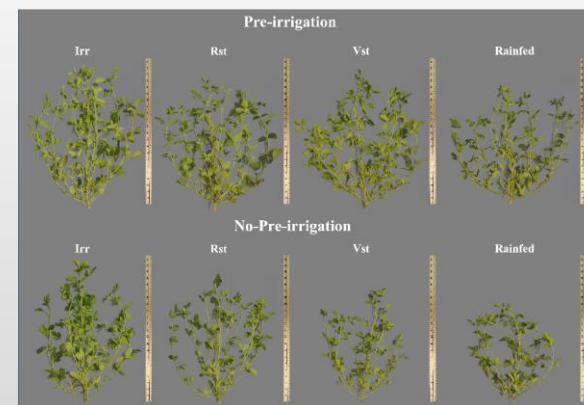 Pre-irrigation
Irr Rst Vst Rainfed
No-Pre-irrigation
Irr Rst Vst Rainfed